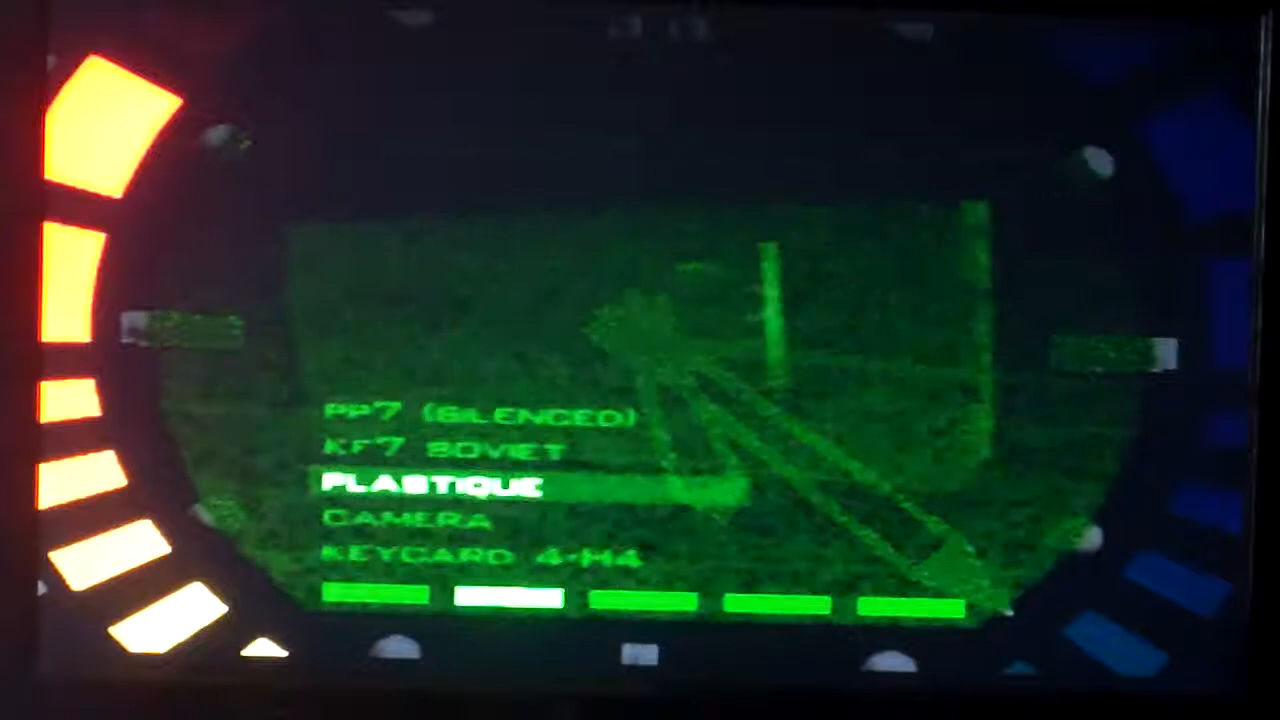 PP7 (SILENCED)
KF7 SOVIET
PLASTIQUE
CAMERA
KEYCARD 4-H4